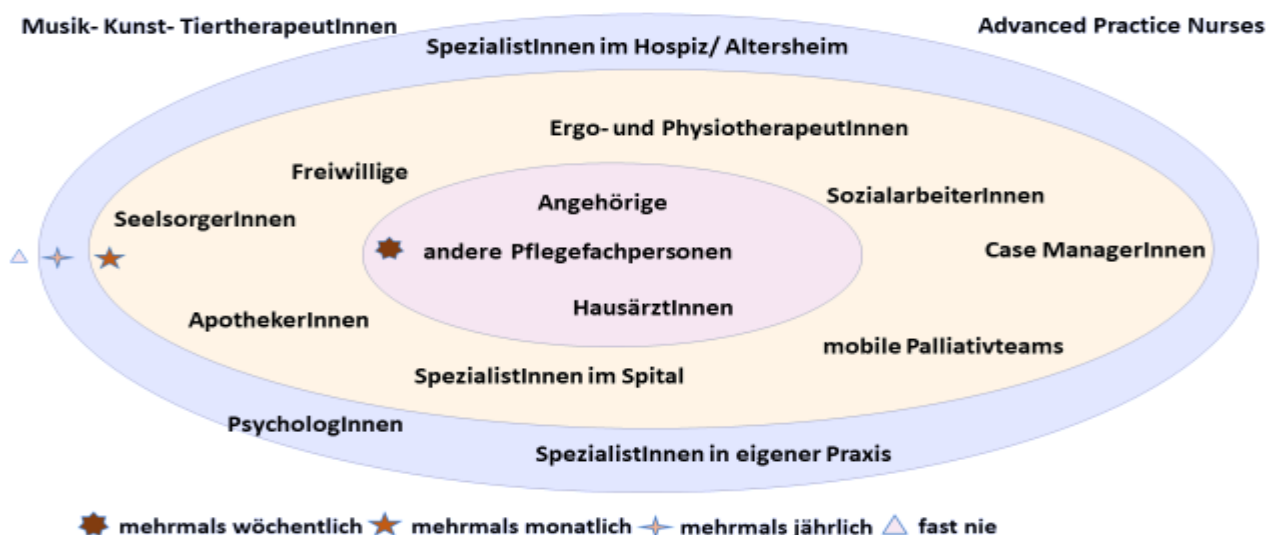 Musik- Kunst- TiertherapeutInnen
Advanced Practice Nurses
SpezialistInnen im Hospiz/ Altersheim
Ergo- und PhysiotherapeutInnen
Freiwillige
Angehörige
SozialarbeiterInnen
SeelsorgerInnen
andere Pflegefachpersonen
Case ManagerInnen
HausärztInnen
ApothekerInnen
mobile Palliativteams
SpezialistInnen im Spital
PsychologInnen
SpezialistInnen in eigener Praxis
mehrmals wöchentlich mehrmals monatlich mehrmals jährlich fast nie